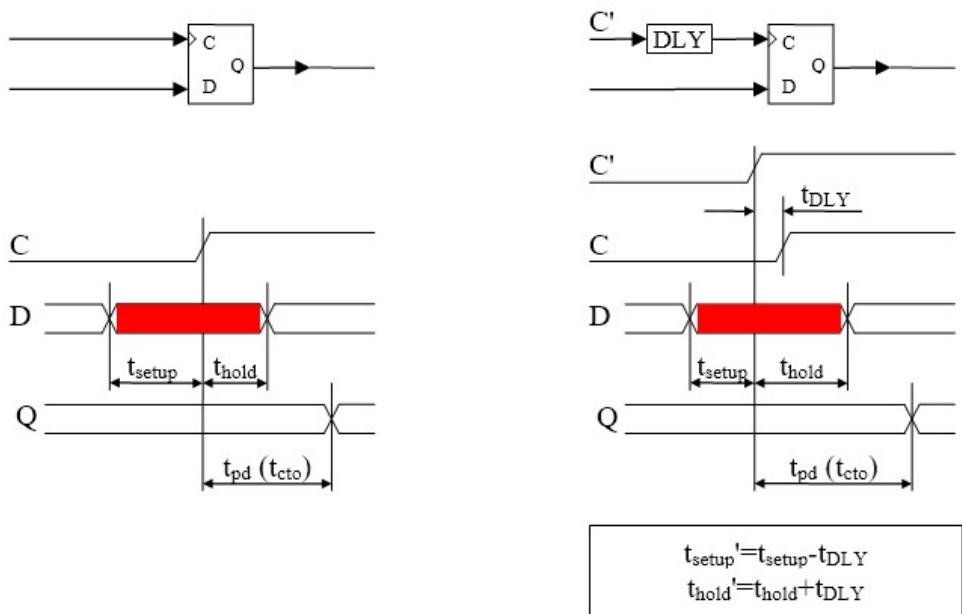 C
Q
D
C'
DLY
C
Q
D
C'
t_DLY
C
D
t_setup
t_hold
Q
t_pd (t_cto)
C
D
t_setup
t_hold
Q
t_pd (t_cto)
t_setup'=t_setup-t_DLY
t_hold'=t_hold+t_DLY